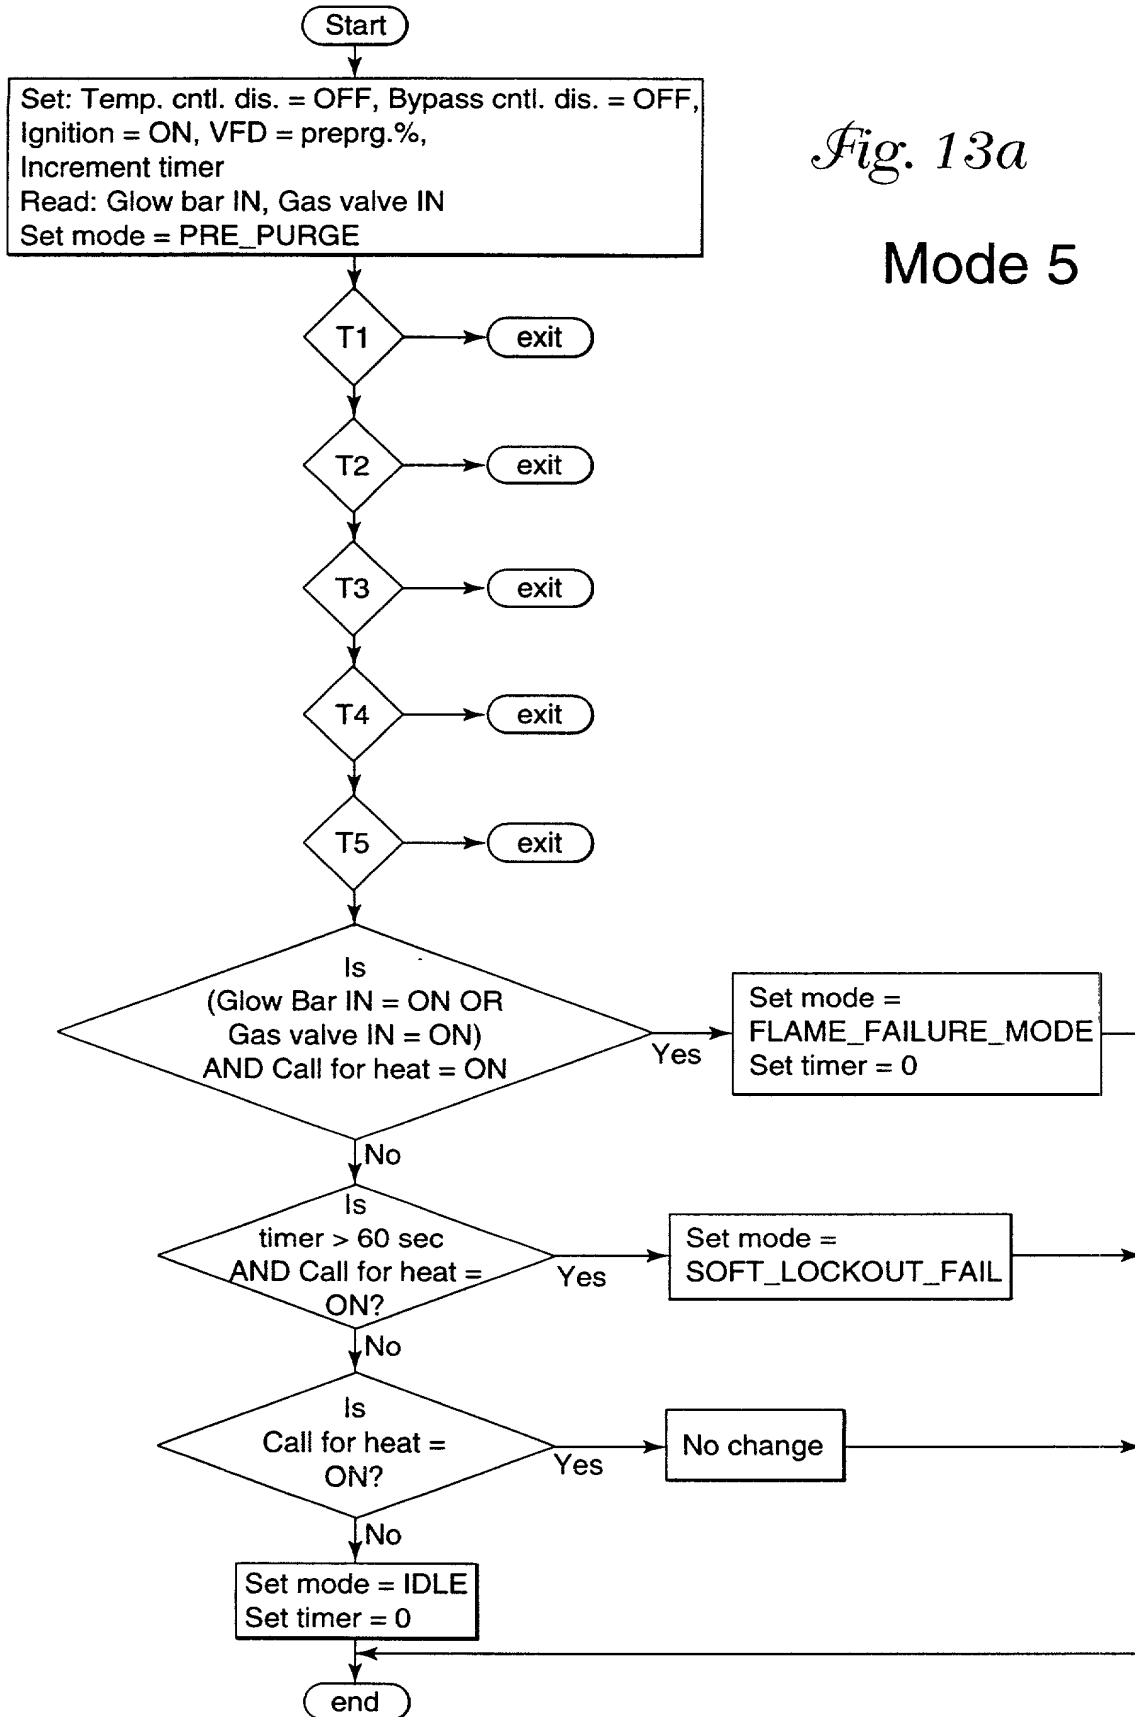 Start
Set: Temp. cntl. dis. = OFF, Bypass cntl. dis. = OFF,
Ignition = ON, VFD = preprg.%,
Increment timer
Read: Glow bar IN, Gas valve IN
Set mode = PRE_PURGE
Fig. 13a
Mode 5
T1
exit
T2
exit
T3
exit
T4
exit
T5
exit
Is
(Glow Bar IN = ON OR
Gas valve IN = ON)
AND Call for heat = ON
Yes
Set mode =
FLAME_FAILURE_MODE
Set timer = 0
No
Is
timer > 60 sec
AND Call for heat =
ON?
Yes
Set mode =
SOFT_LOCKOUT_FAIL
No
Is
Call for heat =
ON?
Yes
No change
No
Set mode = IDLE
Set timer = 0
end